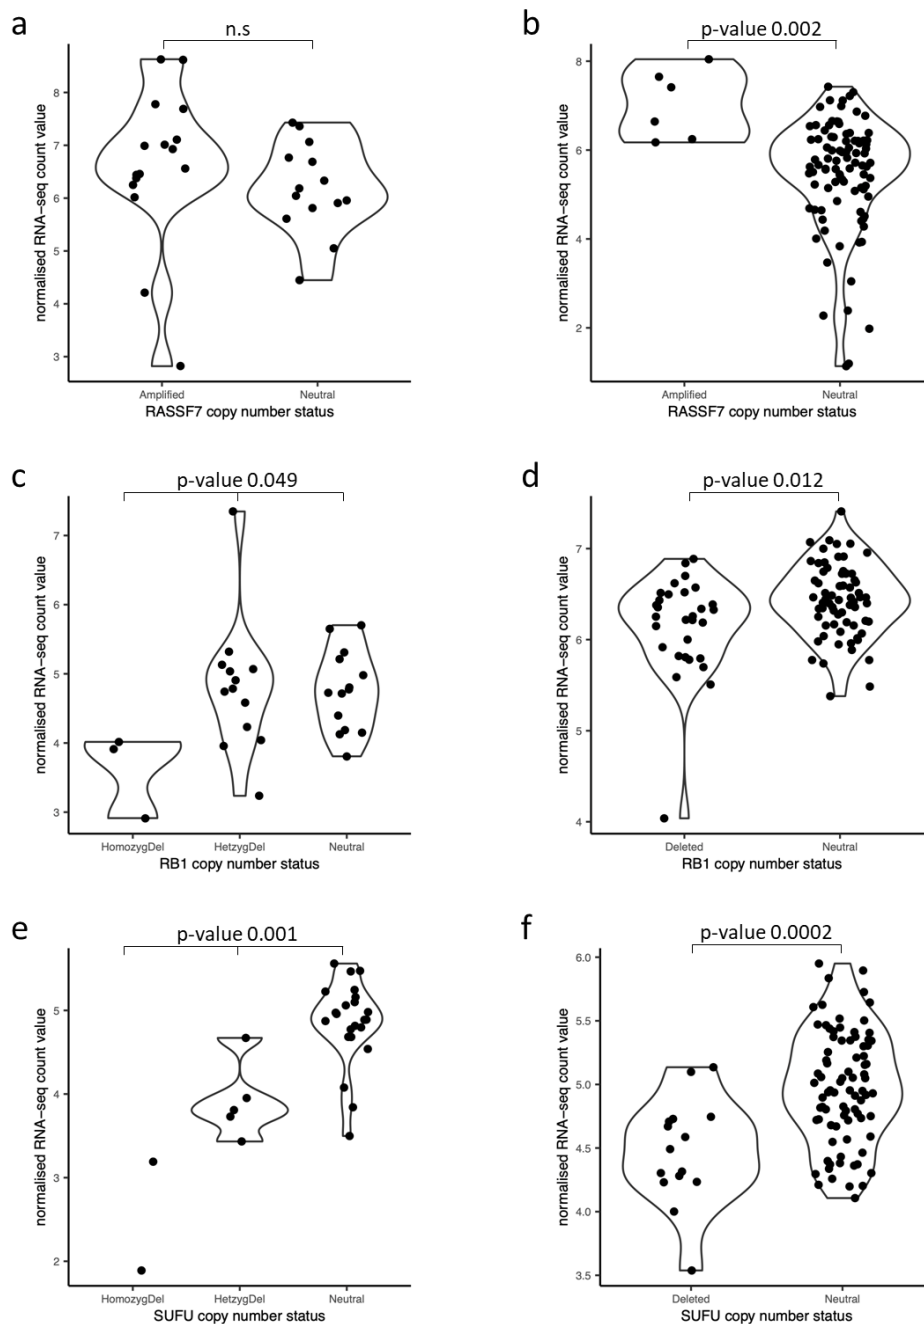 a
n.s
normalised RNA−seq count value
8
7
6
5
4
3
Amplified Neutral
RASSF7 copy number status
b
p-value 0.002
normalised RNA−seq count value
8
6
4
2
Amplified Neutral
RASSF7 copy number status
c
p-value 0.049
normalised RNA−seq count value
7
6
5
4
3
HomozygDel HetzygDel Neutral
RB1 copy number status
d
p-value 0.012
normalised RNA−seq count value
7
6
5
4
Deleted Neutral
RB1 copy number status
e
p-value 0.001
normalised RNA−seq count value
5
4
3
2
HomozygDel HetzygDel Neutral
SUFU copy number status
f
p-value 0.0002
normalised RNA−seq count value
6.0
5.5
5.0
4.5
4.0
3.5
Deleted Neutral
SUFU copy number status